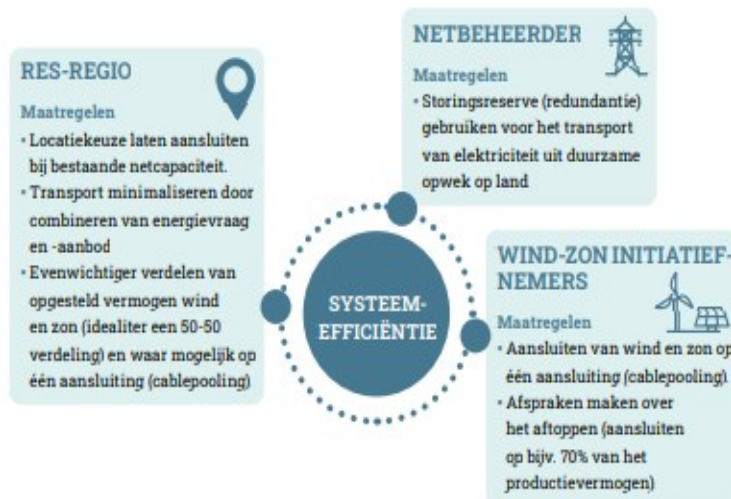 RES-REGIO
Maatregelen
• Locatiekeuze laten aansluiten
bij bestaande netcapaciteit.
• Transport minimaliseren door
combineren van energievraag
en -aanbod
• Evenwichtiger verdelen van
opgesteld vermogen wind
en zon (idealiter een 50-50
verdeling) en waar mogelijk op
één aansluiting (cablepooling)
NETBEHEERDER
Maatregelen
• Storingsreserve (redundantie)
gebruiken voor het transport
van elektriciteit uit duurzame
opwek op land
SYSTEEM-
EFFICIËNTIE
WIND-ZON INITIATIEF-
NEMERS
Maatregelen
• Aansluiten van wind en zon op
één aansluiting (cablepooling)
• Afspraken maken over
het aftoppen (aansluiten
op bijv. 70% van het
productievermogen)